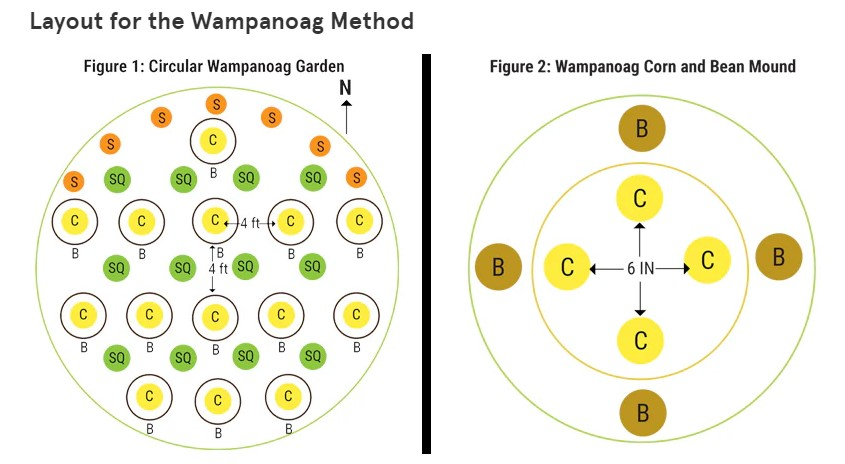 Layout for the Wampanoag Method
Figure 1: Circular Wampanoag Garden
N
S
S S
C
S S
B
S SQ SQ SQ SQ S
C C C 4 ft C C
B B B B B
SQ SQ 4 ft SQ SQ
C C C C C
B B B B B
SQ SQ SQ SQ
C C C
B B B
Figure 2: Wampanoag Corn and Bean Mound
B
C
B C 6 IN C B
C
B